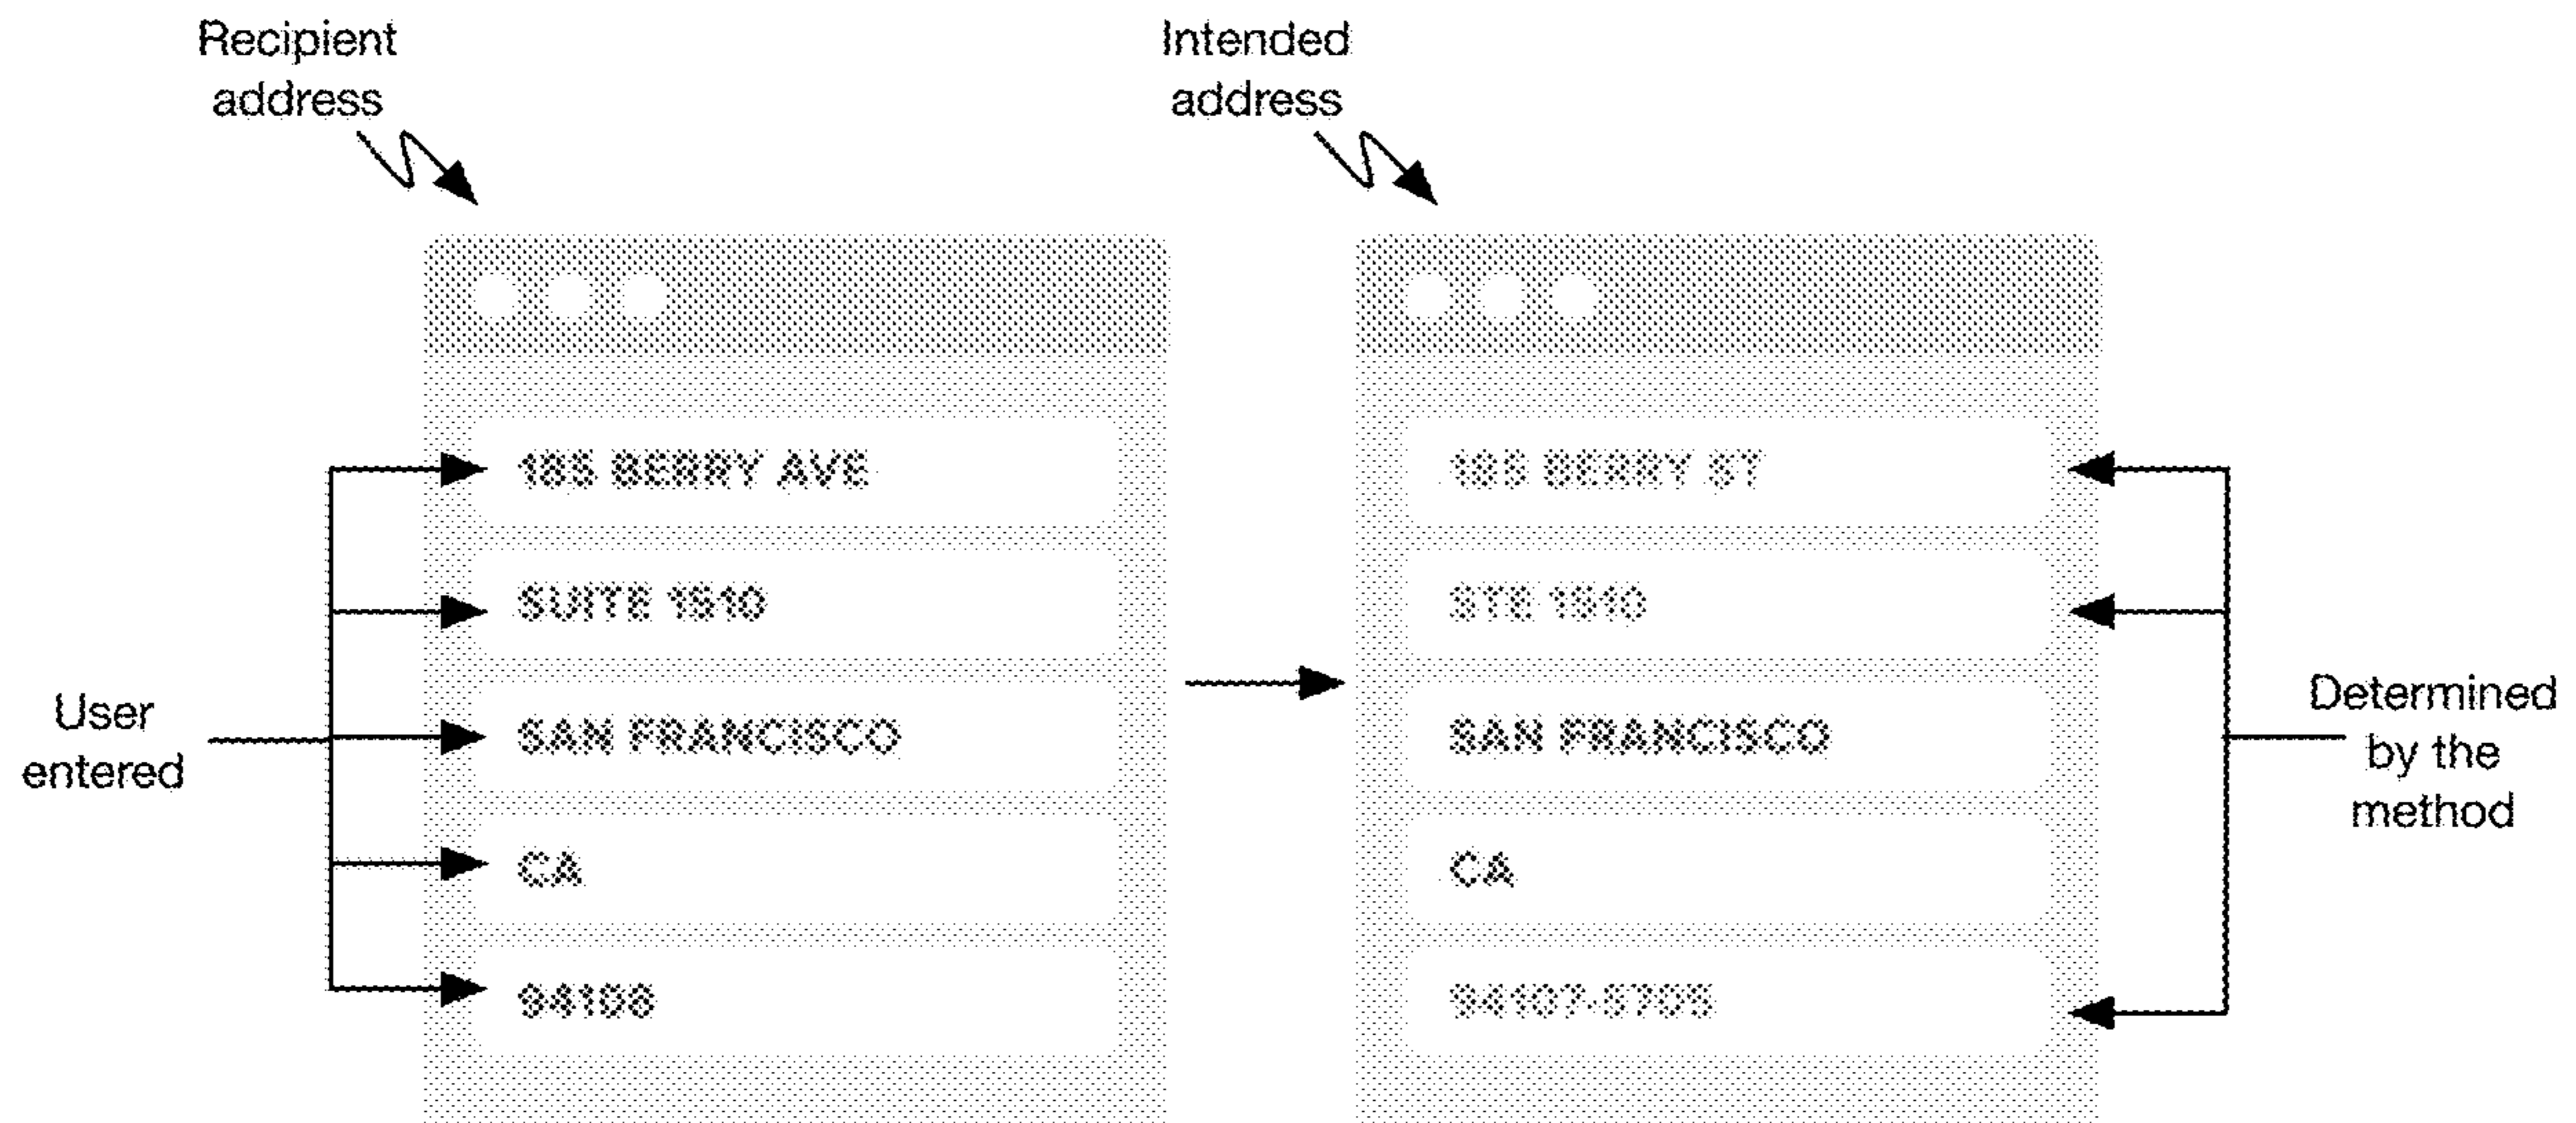 Recipient
address
Intended
address
185 BERRY AVE
SUITE 1510
SAN FRANCISCO
CA
User
entered
185 BERRY ST
STE 1510
SAN FRANCISCO
CA
94107-5705
Determined
by the
method